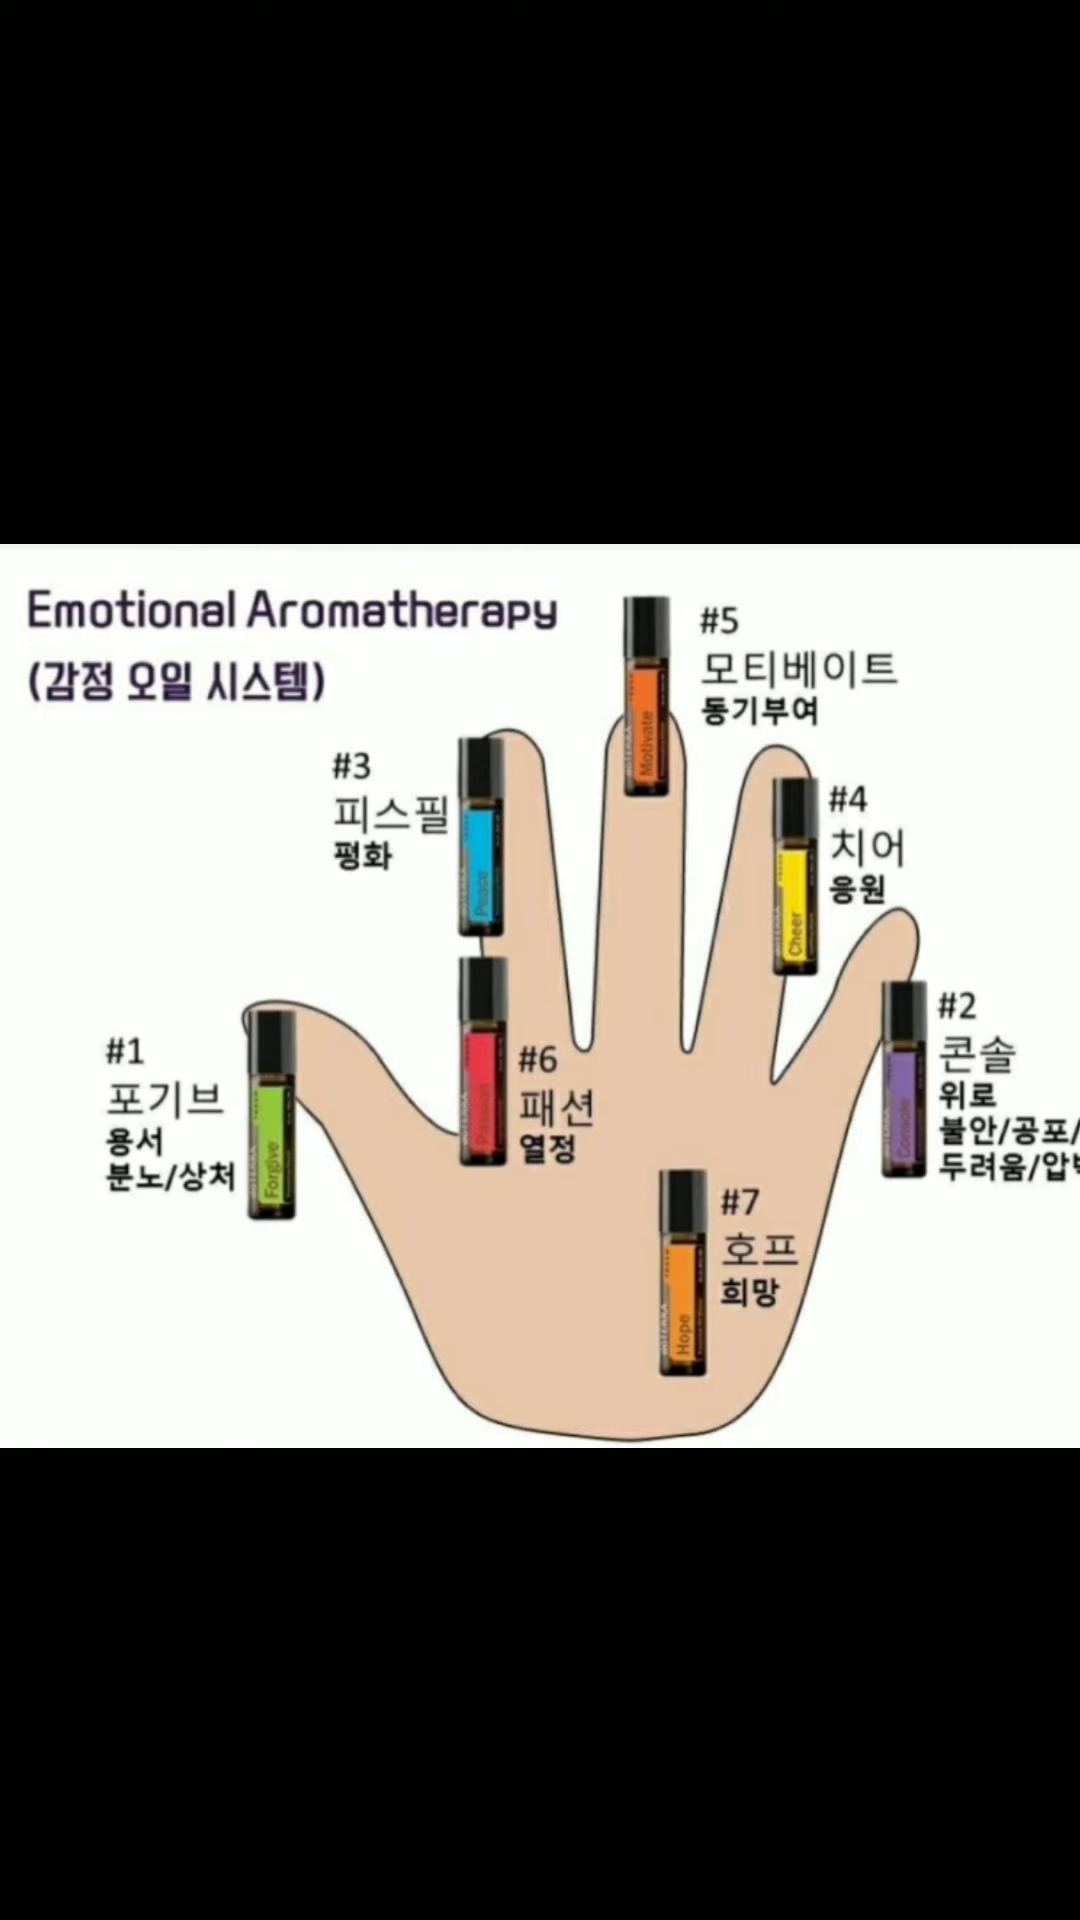 Emotional Aromatherapy
(감정 오일 시스템)
#5
모티베이트
동기부여
Motivate
#3
피스필
평화
Peace
#4
치어
응원
Cheer
#1
포기브
용서
분노/상처
Forgive
#6
패션
열정
Passion
#2
콘솔
위로
불안/공포/
두려움/
Console
#7
호프
희망
Hope